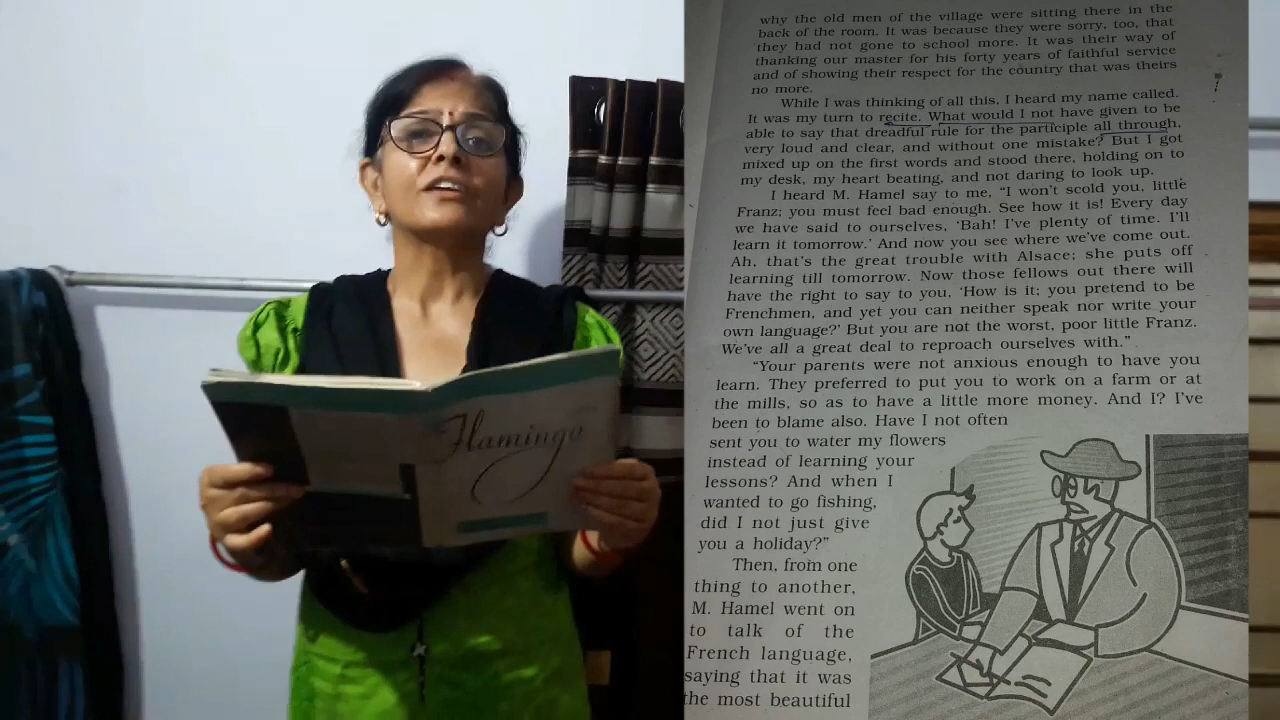 Flamingo
why the old men of the village were sitting there in the
back of the room. It was because they were sorry, too, that
they had not gone to school more. It was their way of
thanking our master for his forty years of faithful service
and of showing their respect for the country that was theirs
no more.
While I was thinking of all this, I heard my name called.
It was my turn to recite. What would I not have given to be
able to say that dreadful rule for the participle all through,
very loud and clear, and without one mistake? But I got
mixed up on the first words and stood there, holding on to
my desk, my heart beating, and not daring to look up.
I heard M. Hamel say to me, “I won't scold you, little
Franz; you must feel bad enough. See how it is! Every day
we have said to ourselves, ‘Bah! I've plenty of time. I'll
learn it tomorrow.’ And now you see where we've come out.
Ah, that's the great trouble with Alsace; she puts off
learning till tomorrow. Now those fellows out there will
have the right to say to you, ‘How is it; you pretend to be
Frenchmen, and yet you can neither speak nor write your
own language?’ But you are not the worst, poor little Franz.
We've all a great deal to reproach ourselves with.”
“Your parents were not anxious enough to have you
learn. They preferred to put you to work on a farm or at
the mills, so as to have a little more money. And I? I've
been to blame also. Have I not often
sent you to water my flowers
instead of learning your
lessons? And when I
wanted to go fishing,
did I not just give
you a holiday?”
Then, from one
thing to another,
M. Hamel went on
to talk of the
French language,
saying that it was
the most beautiful